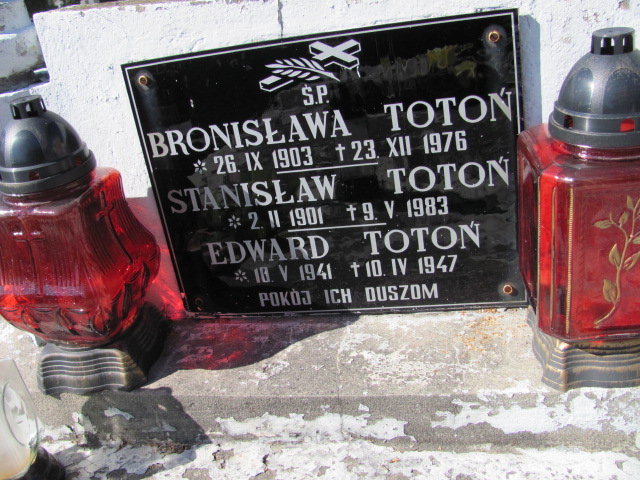 Ś.P.
BRONISŁAWA TOTOŃ
* 26. IX 1903 † 23. XII 1976
STANISŁAW TOTOŃ
* 2. II 1901 † 9. V 1983
EDWARD TOTOŃ
* 18. V 1941 † 10. IV 1947
POKÓJ ICH DUSZOM